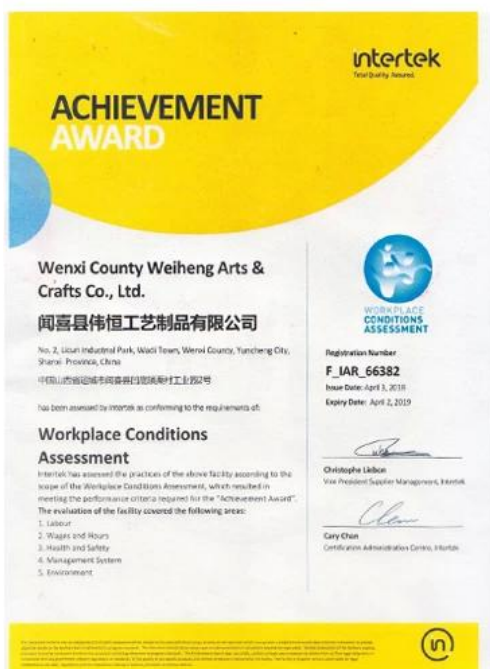 intertek
Total Quality. Assured.
ACHIEVEMENT
AWARD
Wenxi County Weiheng Arts &
Crafts Co., Ltd.
闻喜县伟恒工艺制品有限公司
No. 2, Licun Industrial Park, Wadi Town, Wenxi County, Yuncheng City,
Shanxi Province, China
has been assessed by Intertek as conforming to the requirements of:
Workplace Conditions
Assessment
Intertek has assessed the practices of the above facility according to the
scope of the Workplace Conditions Assessment, which resulted in
meeting the performance criteria required for the "Achievement Award".
The evaluation of the facility covered the following areas:
1. Labour
2. Wages and Hours
3. Health and Safety
4. Management System
5. Environment
WORKPLACE
CONDITIONS
ASSESSMENT
Registration Number
F_IAR_66382
Issue Date: April 3, 2018
Expiry Date: April 2, 2019
Christophe Liebon
Vice President Supplier Management, Intertek
Cary Chan
Certification Administration Centre, Intertek
in